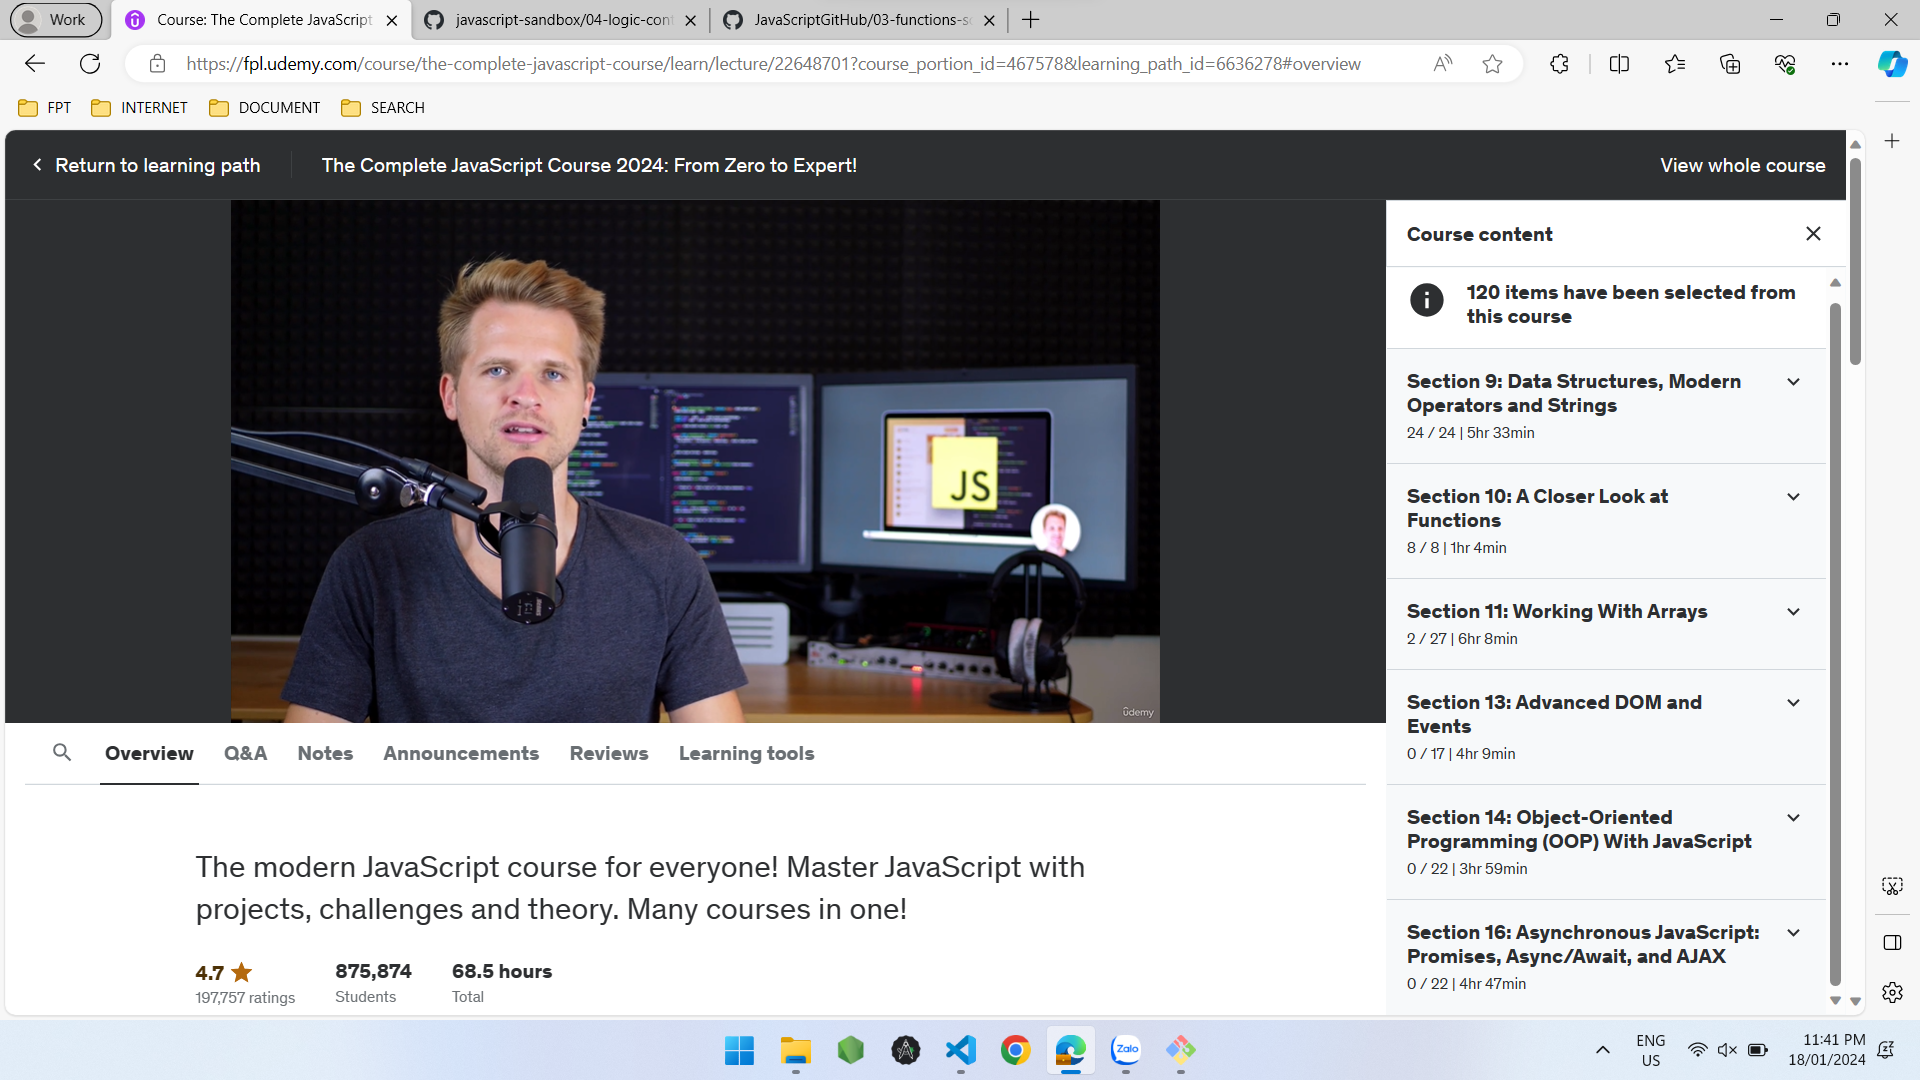 Work
Course: The Complete JavaScript
javascript-sandbox/04-logic-con
JavaScriptGitHub/03-functions-s
https://fpl.udemy.com/course/the-complete-javascript-course/learn/lecture/22648701?course_portion_id=467578&learning_path_id=6636278#overview
FPT
INTERNET
DOCUMENT
SEARCH
Return to learning path
The Complete JavaScript Course 2024: From Zero to Expert!
View whole course
JS
udemy
Course content
120 items have been selected from
this course
Section 9: Data Structures, Modern
Operators and Strings
24 / 24 | 5hr 33min
Section 10: A Closer Look at
Functions
8 / 8 | 1hr 4min
Section 11: Working With Arrays
2 / 27 | 6hr 8min
Section 13: Advanced DOM and
Events
0 / 17 | 4hr 9min
Section 14: Object-Oriented
Programming (OOP) With JavaScript
0 / 22 | 3hr 59min
Section 16: Asynchronous JavaScript:
Promises, Async/Await, and AJAX
0 / 22 | 4hr 47min
Overview
Q&A
Notes
Announcements
Reviews
Learning tools
The modern JavaScript course for everyone! Master JavaScript with
projects, challenges and theory. Many courses in one!
4.7
197,757 ratings
875,874
Students
68.5 hours
Total
Zalo
ENG
US
11:41 PM
18/01/2024